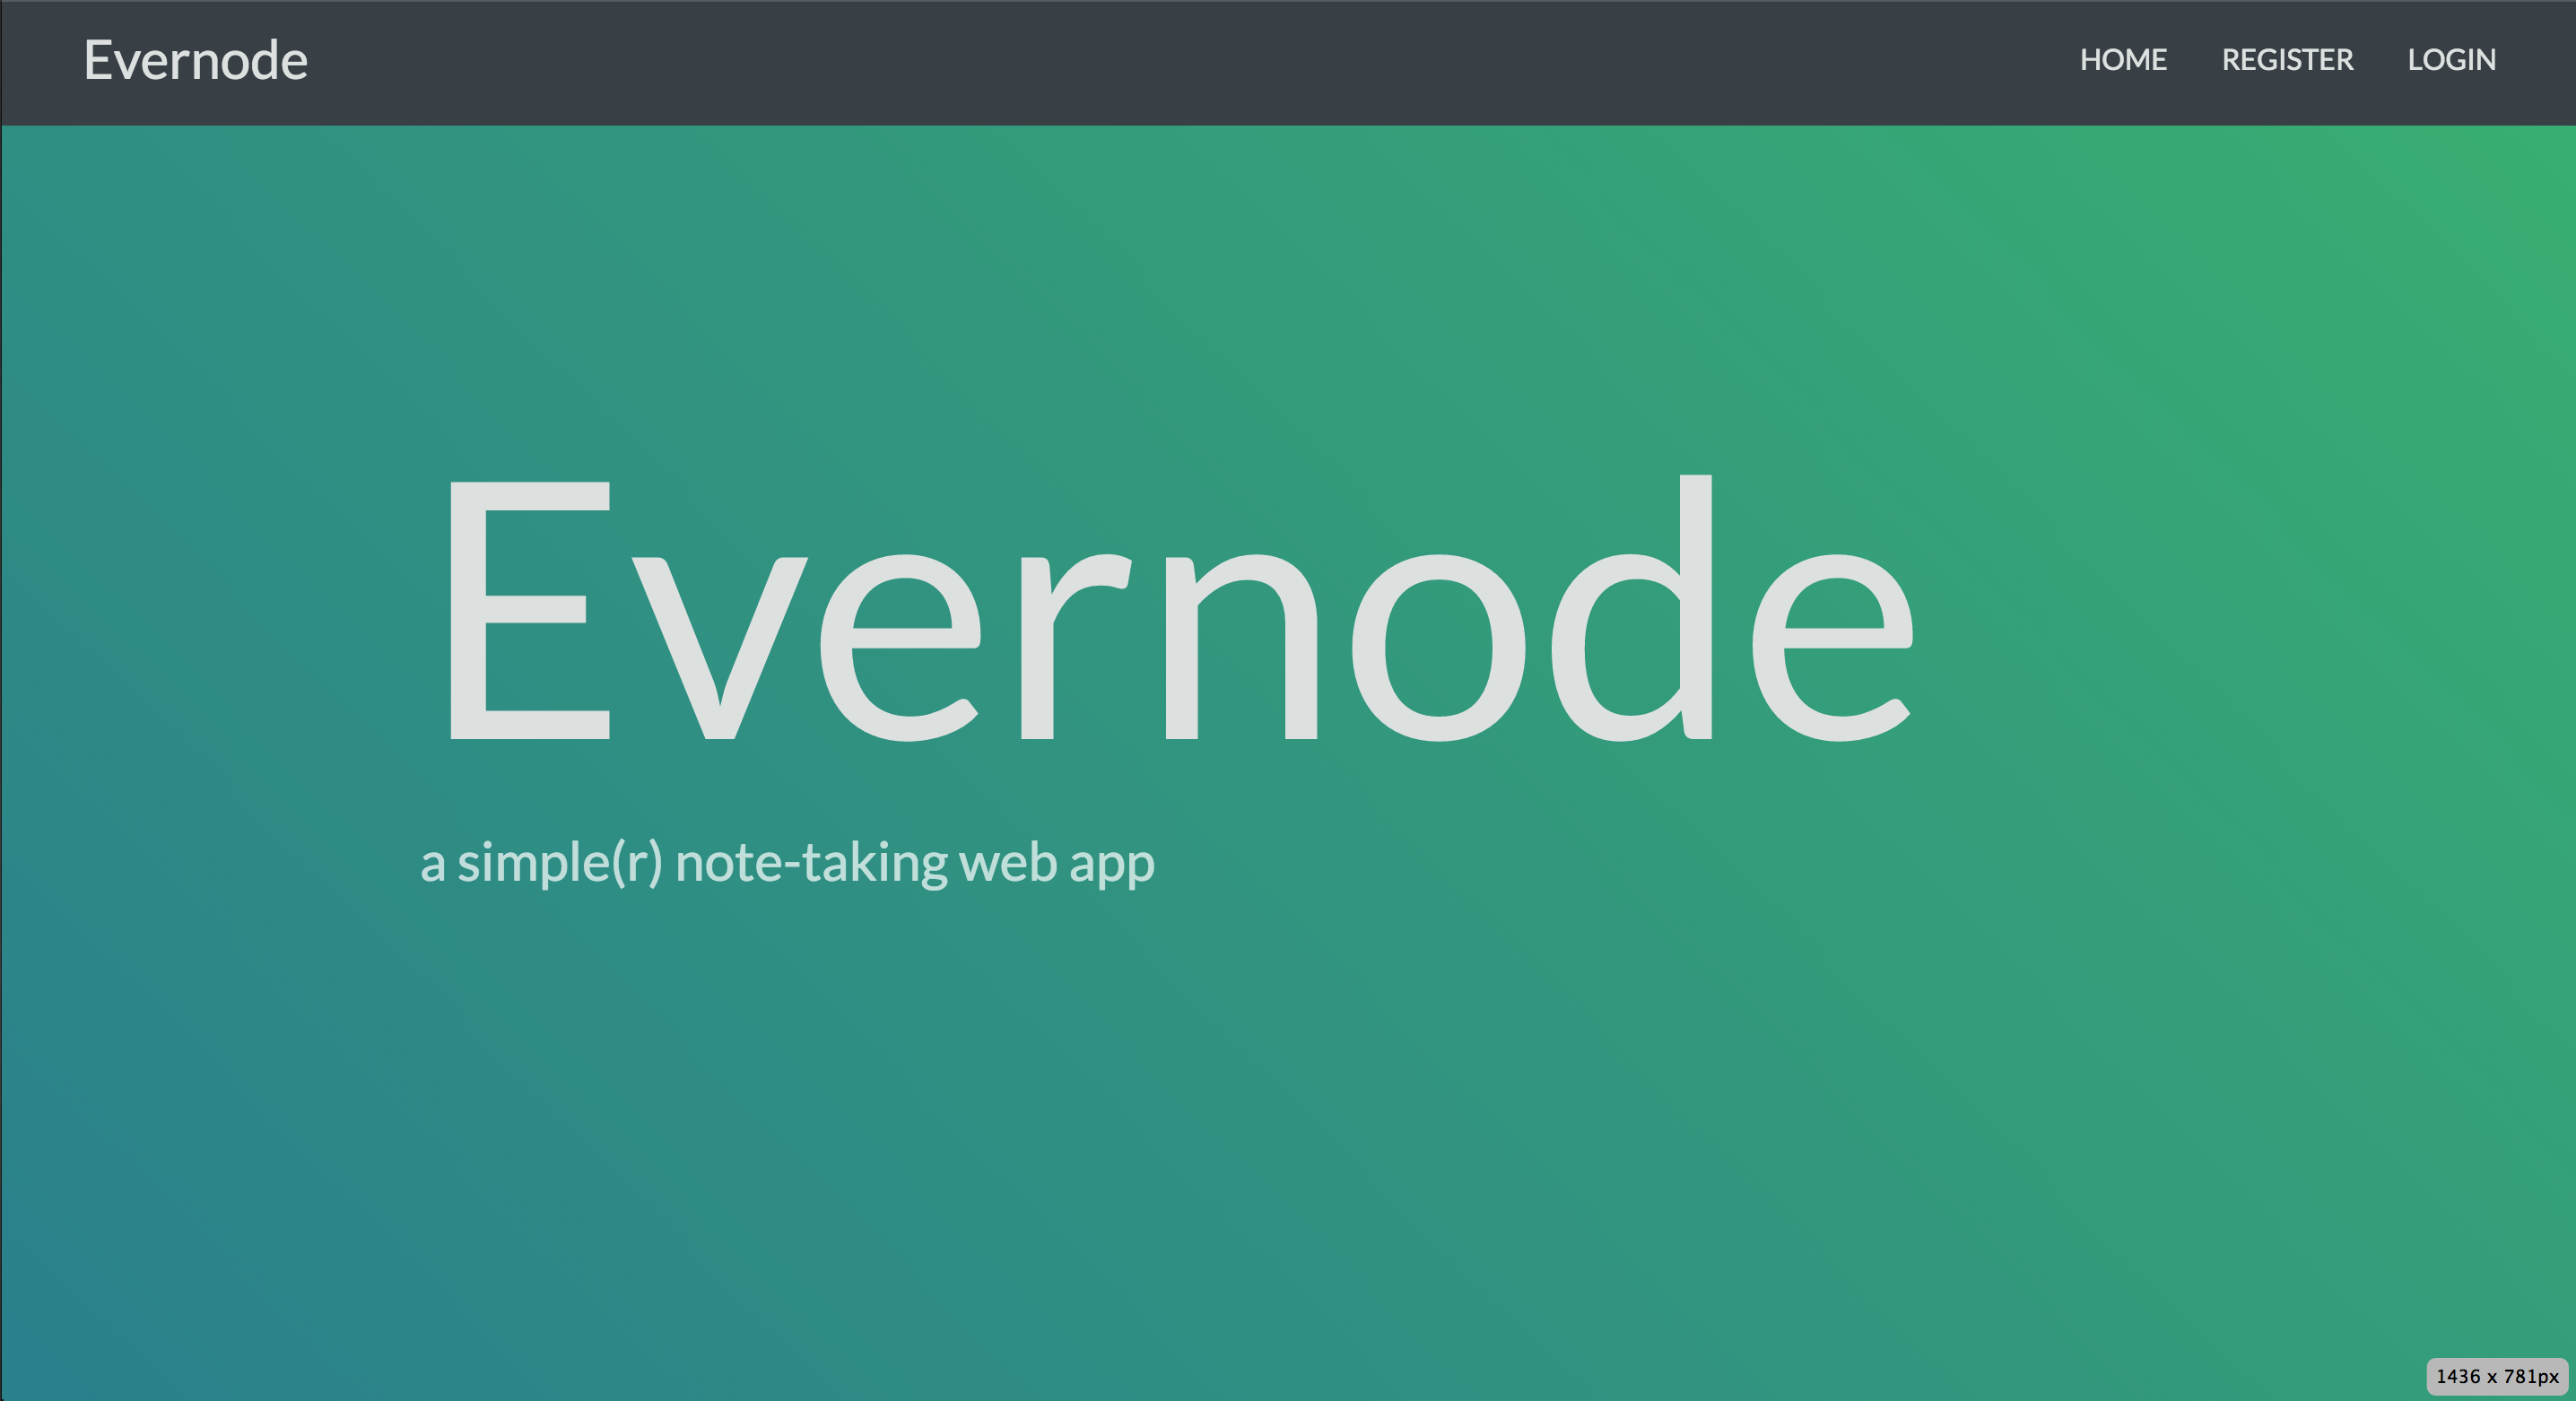 Evernode
HOME REGISTER LOGIN
Evernode
a simple(r) note-taking web app
1436 x 781px